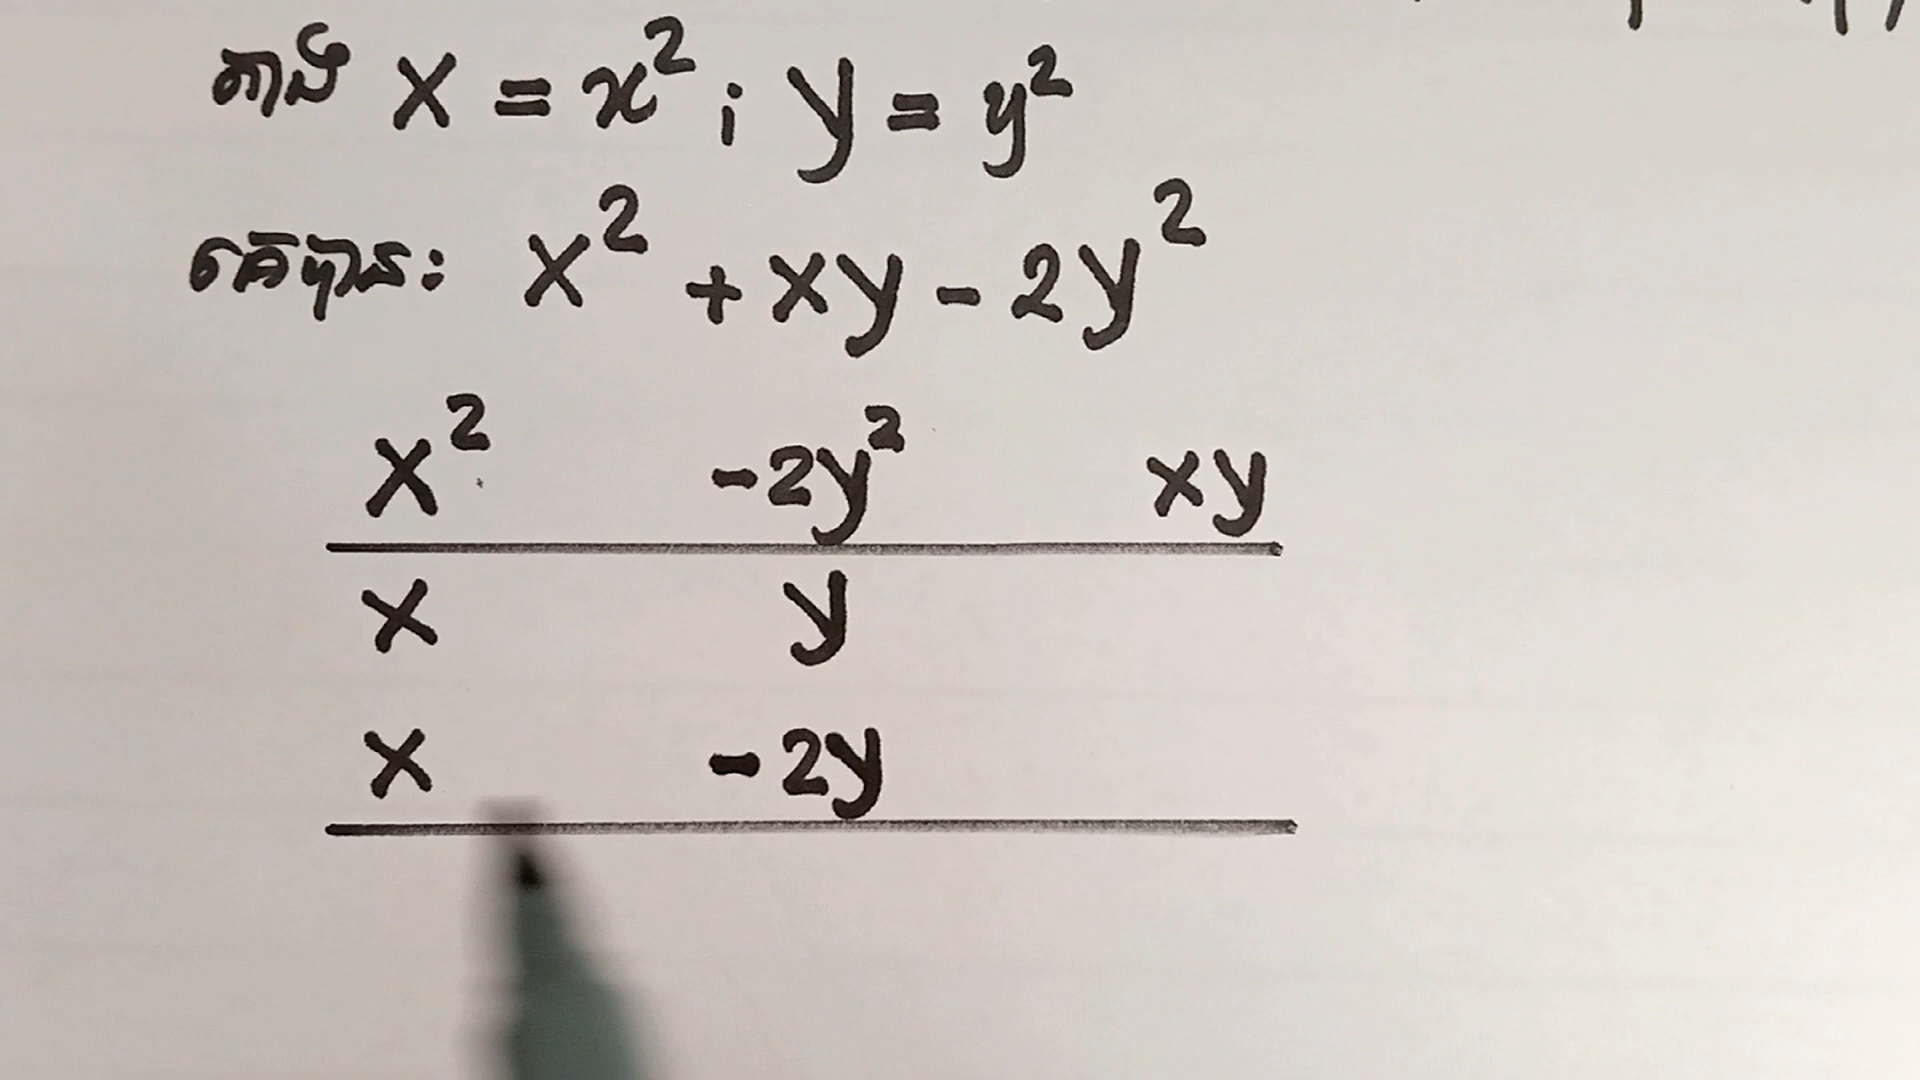 តាង X = x² ; Y = y²
គេបាន: X² + XY - 2Y²
X² -2Y² XY
X Y
X -2Y